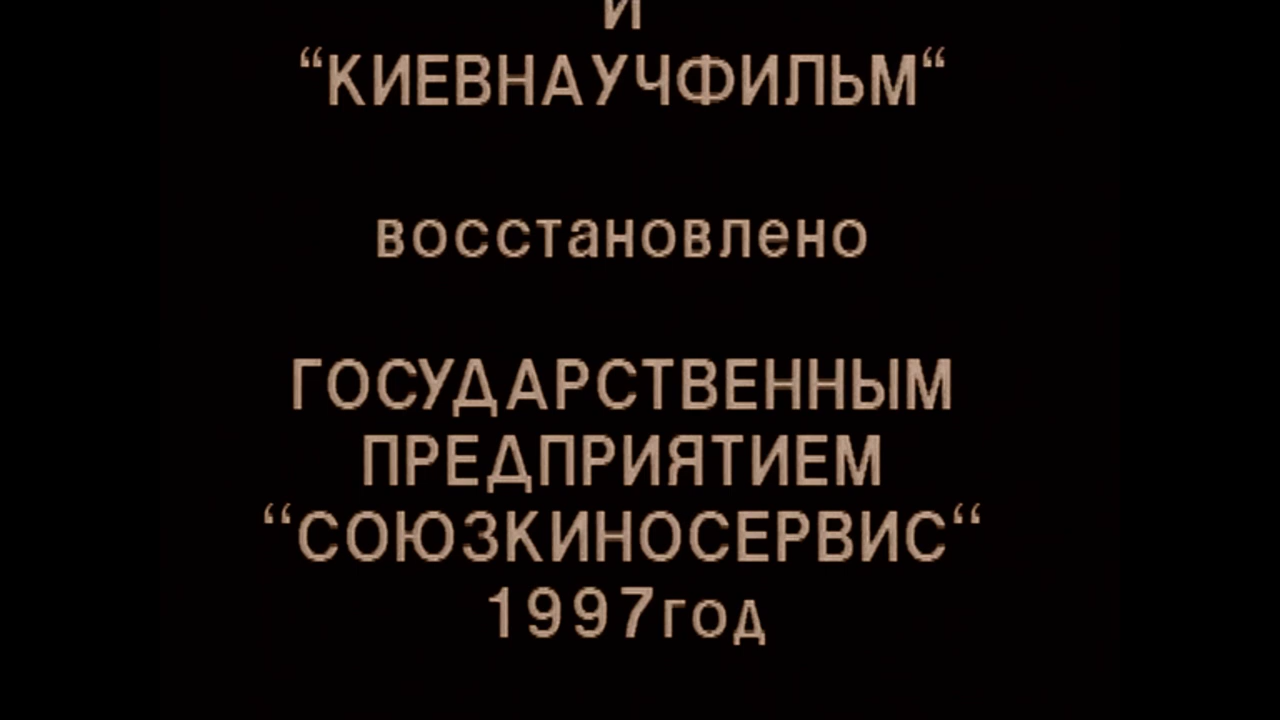 И
“КИЕВНАУЧФИЛЬМ“
восстановлено
ГОСУДАРСТВЕННЫМ
ПРЕДПРИЯТИЕМ
“СОЮЗКИНОСЕРВИС“
1997год